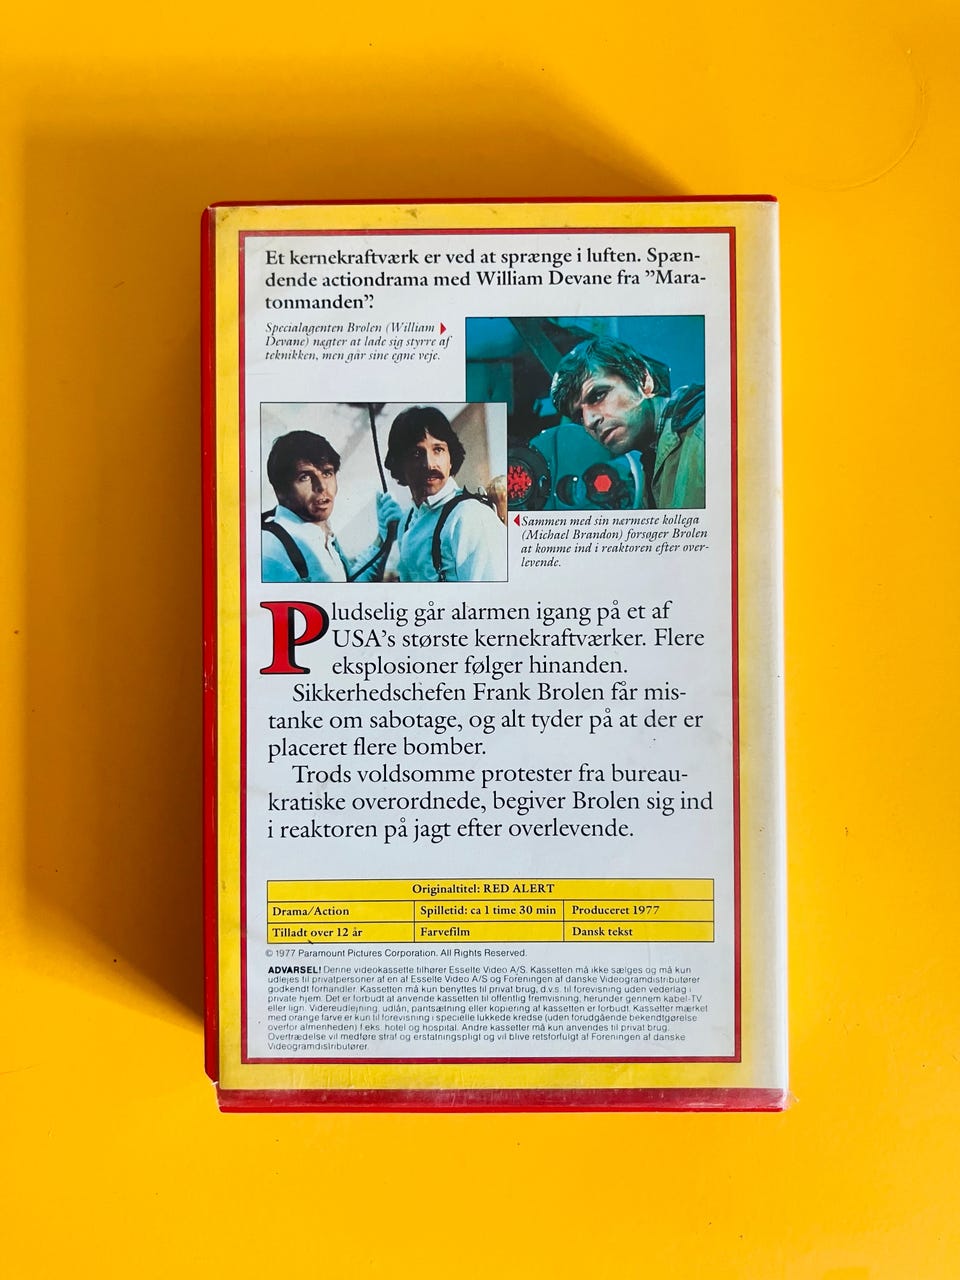 Et kernekraftværk er ved at sprænge i luften. Spæn-
dende actiondrama med William Devane fra ”Mara-
tonmanden”.
Specialagenten Brolen (William
Devane) nægter at lade sig styrre af
teknikken, men går sine egne veje.
Sammen med sin nærmeste kollega
(Michael Brandon) forsøger Brolen
at komme ind i reaktoren efter over-
levende.
Pludselig går alarmen igang på et af
USA’s største kernekraftværker. Flere
eksplosioner følger hinanden.
Sikkerhedschefen Frank Brolen får mis-
tanke om sabotage, og alt tyder på at der er
placeret flere bomber.
Trods voldsomme protester fra bureau-
kratiske overordnede, begiver Brolen sig ind
i reaktoren på jagt efter overlevende.
Originaltitel: RED ALERT
Drama/Action Spilletid: ca 1 time 30 min Produceret 1977
Tilladt over 12 år Farvefilm Dansk tekst
© 1977 Paramount Pictures Corporation. All Rights Reserved.
ADVARSEL! Denne videokassette tilhører Esselte Video A/S. Kassetten må ikke sælges og må kun
udlejes til privatpersoner af en af Esselte Video A/S og Foreningen af danske Videogramdistributører
godkendt forhandler. Kassetten må kun benyttes til privat brug, d.v.s. til forevisning uden vederlag i
private hjem. Det er forbudt at anvende kassetten til offentlig fremvisning, herunder gennem kabel-TV
eller lign. Videreudlejning, udlån, pantsætning eller kopiering af kassetten er forbudt. Kassetter mærket
med orange farve er kun til forevisning i specielle lukkede kredse (uden forudgående bekendtgørelse
overfor almenheden) f.eks. hotel og hospital. Andre kassetter må kun anvendes til privat brug.
Overtrædelse vil medføre straf og erstatningspligt og vil blive retsforfulgt af Foreningen af danske
Videogramdistributører.